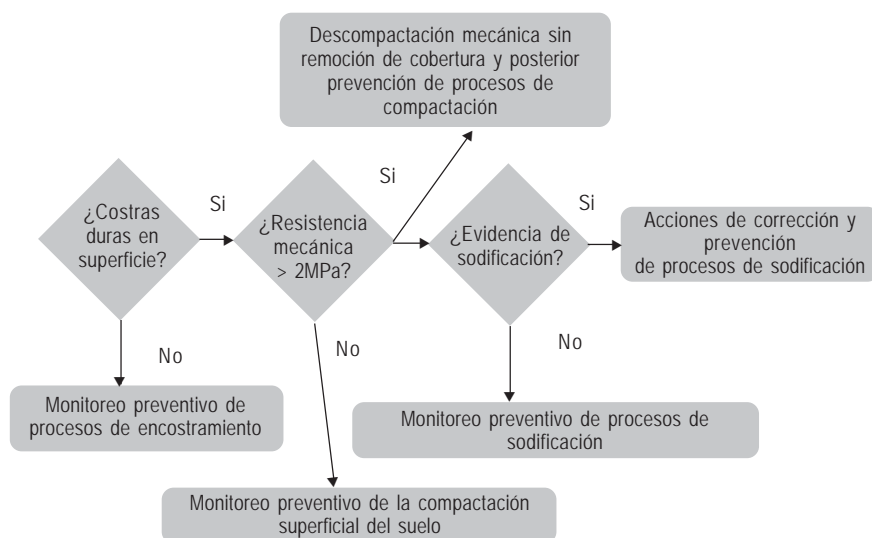 Descompactación mecánica sin
remoción de cobertura y posterior
prevención de procesos de
compactación
¿Costras
duras en
superficie?
Si
¿Resistencia
mecánica
> 2MPa?
Si
¿Evidencia de
sodificación?
Si
Acciones de corrección y
prevención
de procesos de sodificación
No
No
No
Monitoreo preventivo de
procesos de encostramiento
Monitoreo preventivo de procesos de
sodificación
Monitoreo preventivo de la compactación
superficial del suelo